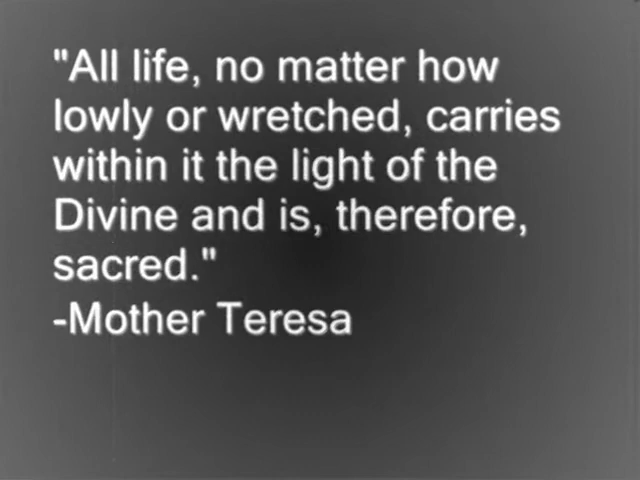 "All life, no matter how
lowly or wretched, carries
within it the light of the
Divine and is, therefore,
sacred."
-Mother Teresa